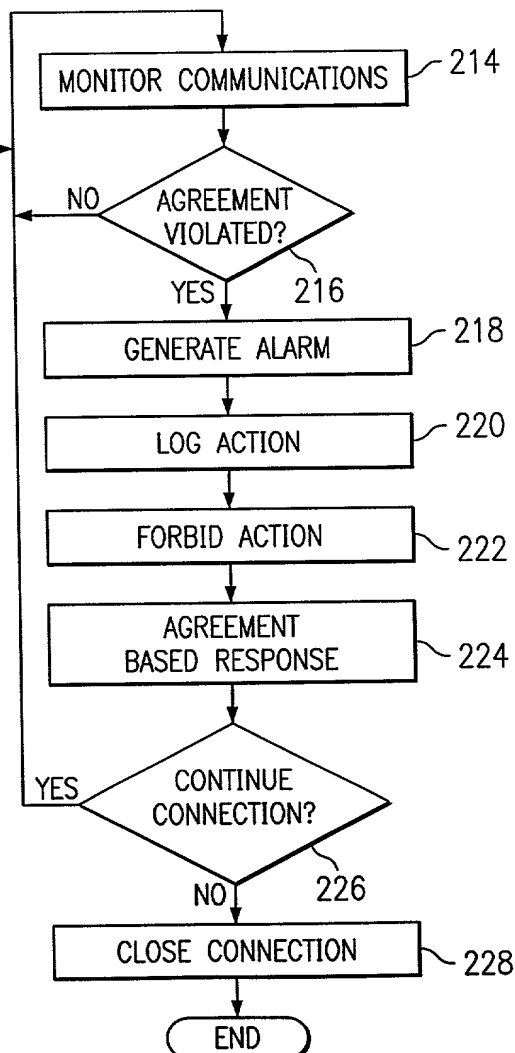 MONITOR COMMUNICATIONS
214
NO
AGREEMENT
VIOLATED?
216
YES
GENERATE ALARM
218
LOG ACTION
220
FORBID ACTION
222
AGREEMENT
BASED RESPONSE
224
YES
CONTINUE
CONNECTION?
226
NO
CLOSE CONNECTION
228
END